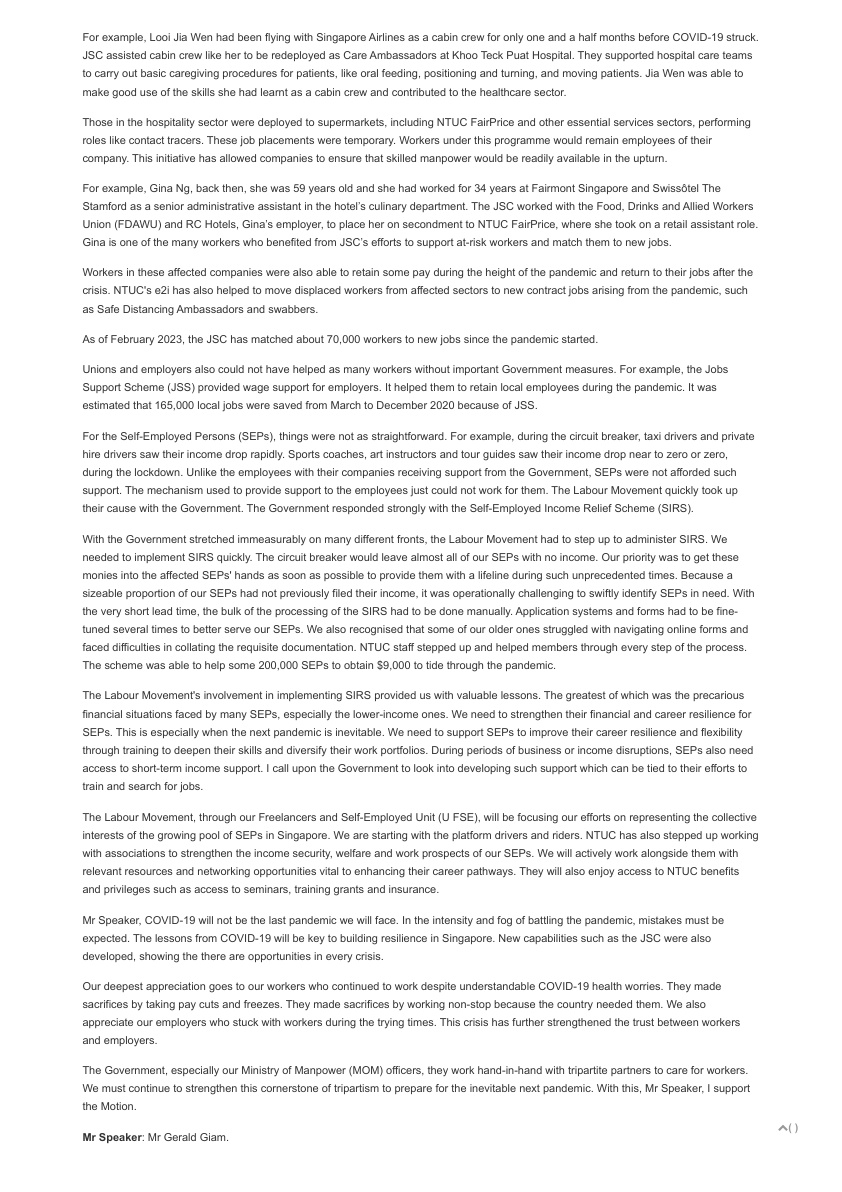 For example, Looi Jia Wen had been flying with Singapore Airlines as a cabin crew for only one and a half months before COVID-19 struck.
JSC assisted cabin crew like her to be redeployed as Care Ambassadors at Khoo Teck Puat Hospital. They supported hospital care teams
to carry out basic caregiving procedures for patients, like oral feeding, positioning and turning, and moving patients. Jia Wen was able to
make good use of the skills she had learnt as a cabin crew and contributed to the healthcare sector.
Those in the hospitality sector were deployed to supermarkets, including NTUC FairPrice and other essential services sectors, performing
roles like contact tracers. These job placements were temporary. Workers under this programme would remain employees of their
company. This initiative has allowed companies to ensure that skilled manpower would be readily available in the upturn.
For example, Gina Ng, back then, she was 59 years old and she had worked for 34 years at Fairmont Singapore and Swissôtel The
Stamford as a senior administrative assistant in the hotel's culinary department. The JSC worked with the Food, Drinks and Allied Workers
Union (FDAWU) and RC Hotels, Gina's employer, to place her on secondment to NTUC FairPrice, where she took on a retail assistant role.
Gina is one of the many workers who benefited from JSC's efforts to support at-risk workers and match them to new jobs.
Workers in these affected companies were also able to retain some pay during the height of the pandemic and return to their jobs after the
crisis. NTUC's e2i has also helped to move displaced workers from affected sectors to new contract jobs arising from the pandemic, such
as Safe Distancing Ambassadors and swabbers.
As of February 2023, the JSC has matched about 70,000 workers to new jobs since the pandemic started.
Unions and employers also could not have helped as many workers without important Government measures. For example, the Jobs
Support Scheme (JSS) provided wage support for employers. It helped them to retain local employees during the pandemic. It was
estimated that 165,000 local jobs were saved from March to December 2020 because of JSS.
For the Self-Employed Persons (SEPs), things were not as straightforward. For example, during the circuit breaker, taxi drivers and private
hire drivers saw their income drop rapidly. Sports coaches, art instructors and tour guides saw their income drop near to zero or zero,
during the lockdown. Unlike the employees with their companies receiving support from the Government, SEPs were not afforded such
support. The mechanism used to provide support to the employees just could not work for them. The Labour Movement quickly took up
their cause with the Government. The Government responded strongly with the Self-Employed Income Relief Scheme (SIRS).
With the Government stretched immeasurably on many different fronts, the Labour Movement had to step up to administer SIRS. We
needed to implement SIRS quickly. The circuit breaker would leave almost all of our SEPs with no income. Our priority was to get these
monies into the affected SEPs' hands as soon as possible to provide them with a lifeline during such unprecedented times. Because a
sizeable proportion of our SEPs had not previously filed their income, it was operationally challenging to swiftly identify SEPs in need. With
the very short lead time, the bulk of the processing of the SIRS had to be done manually. Application systems and forms had to be fine-
tuned several times to better serve our SEPs. We also recognised that some of our older ones struggled with navigating online forms and
faced difficulties in collating the requisite documentation. NTUC staff stepped up and helped members through every step of the process.
The scheme was able to help some 200,000 SEPs to obtain $9,000 to tide through the pandemic.
The Labour Movement's involvement in implementing SIRS provided us with valuable lessons. The greatest of which was the precarious
financial situations faced by many SEPs, especially the lower-income ones. We need to strengthen their financial and career resilience for
SEPs. This is especially when the next pandemic is inevitable. We need to support SEPs to improve their career resilience and flexibility
through training to deepen their skills and diversify their work portfolios. During periods of business or income disruptions, SEPs also need
access to short-term income support. I call upon the Government to look into developing such support which can be tied to their efforts to
train and search for jobs.
The Labour Movement, through our Freelancers and Self-Employed Unit (U FSE), will be focusing our efforts on representing the collective
interests of the growing pool of SEPs in Singapore. We are starting with the platform drivers and riders. NTUC has also stepped up working
with associations to strengthen the income security, welfare and work prospects of our SEPs. We will actively work alongside them with
relevant resources and networking opportunities vital to enhancing their career pathways. They will also enjoy access to NTUC benefits
and privileges such as access to seminars, training grants and insurance.
Mr Speaker, COVID-19 will not be the last pandemic we will face. In the intensity and fog of battling the pandemic, mistakes must be
expected. The lessons from COVID-19 will be key to building resilience in Singapore. New capabilities such as the JSC were also
developed, showing the there are opportunities in every crisis.
Our deepest appreciation goes to our workers who continued to work despite understandable COVID-19 health worries. They made
sacrifices by taking pay cuts and freezes. They made sacrifices by working non-stop because the country needed them. We also
appreciate our employers who stuck with workers during the trying times. This crisis has further strengthened the trust between workers
and employers.
The Government, especially our Ministry of Manpower (MOM) officers, they work hand-in-hand with tripartite partners to care for workers.
We must continue to strengthen this cornerstone of tripartism to prepare for the inevitable next pandemic. With this, Mr Speaker, I support
the Motion.
( )
Mr Speaker: Mr Gerald Giam.